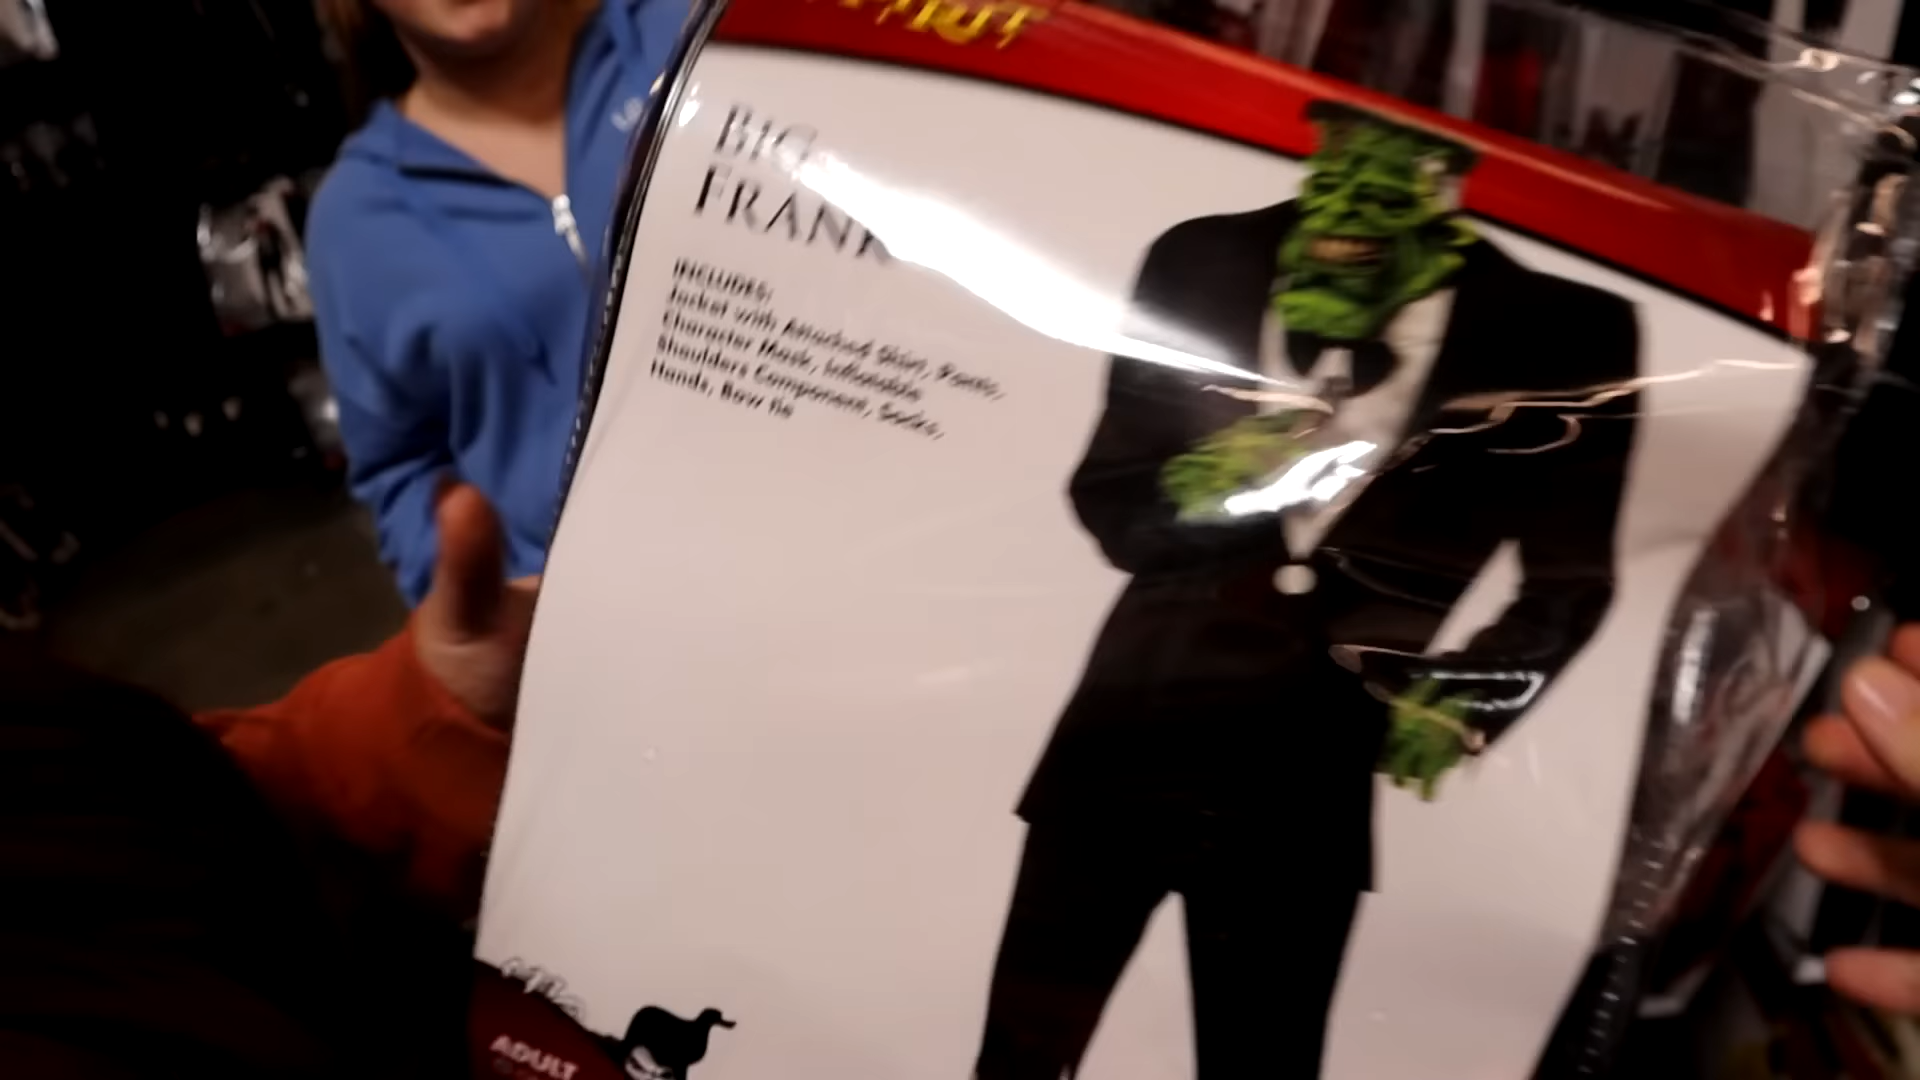 BIG
FRANK
INCLUDES:
Jacket with Attached Shirt, Pants,
Character Mask, Inflatable
Shoulders Component, Socks,
Hands, Bow tie
ADULT